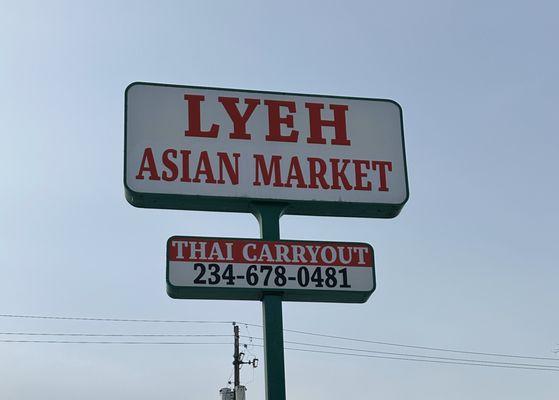 LYEH
ASIAN MARKET
THAI CARRYOUT
234-678-0481